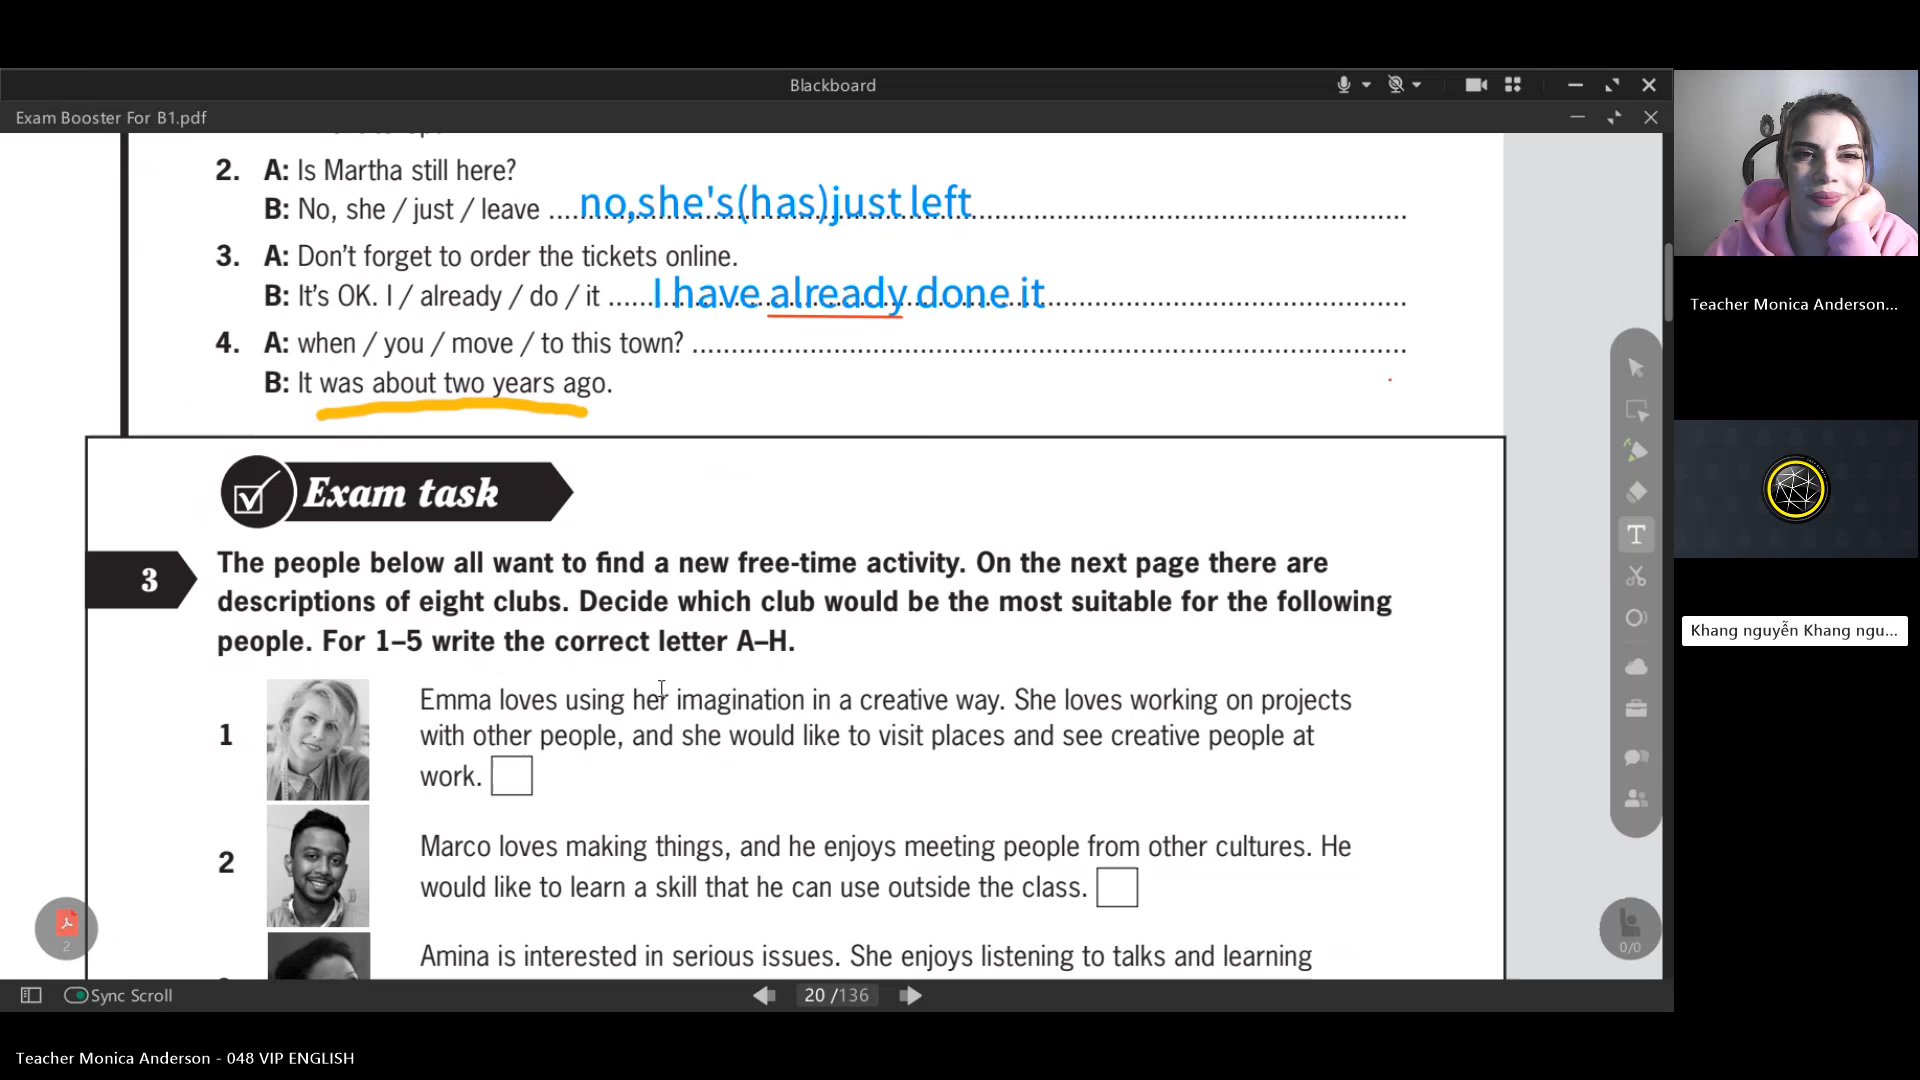 Blackboard
Exam Booster For B1.pdf
2. A: Is Martha still here?
B: No, she / just / leave ........ no,she's(has)just left
3. A: Don't forget to order the tickets online.
B: It's OK. I / already / do / it ........ I have already done it
4. A: when / you / move / to this town? ........
B: It was about two years ago.
Exam task
3
The people below all want to find a new free-time activity. On the next page there are
descriptions of eight clubs. Decide which club would be the most suitable for the following
people. For 1–5 write the correct letter A–H.
1
Emma loves using her imagination in a creative way. She loves working on projects
with other people, and she would like to visit places and see creative people at
work.
2
Marco loves making things, and he enjoys meeting people from other cultures. He
would like to learn a skill that he can use outside the class.
Amina is interested in serious issues. She enjoys listening to talks and learning
2
0/0
T
Sync Scroll
20 /136
Teacher Monica Anderson...
Khang nguyễn Khang ngu...
Teacher Monica Anderson - 048 VIP ENGLISH